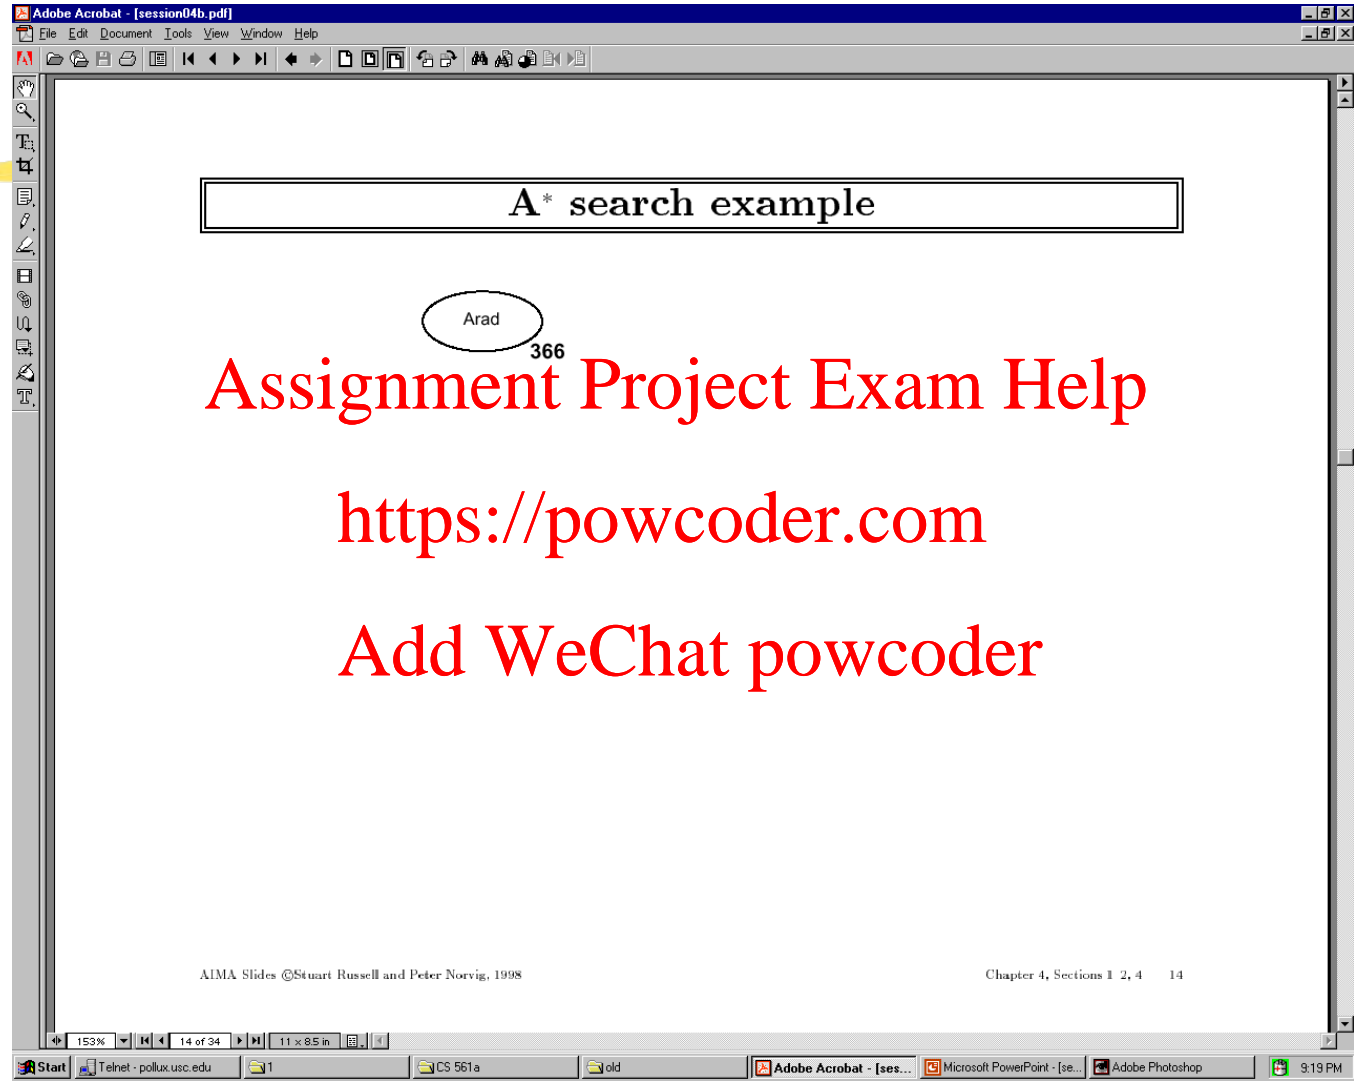 Adobe Acrobat - [session04b.pdf]
File Edit Document Tools View Window Help
A* search example
Arad
366
Assignment Project Exam Help
https://powcoder.com
Add WeChat powcoder
AIMA Slides ©Stuart Russell and Peter Norvig, 1998
Chapter 4, Sections 1 2, 4 14
153% 14 of 34 11 x 8.5 in
Start Telnet - pollux.usc.edu 1 CS 561a old Adobe Acrobat - [ses... Microsoft PowerPoint - [se... Adobe Photoshop 9:19 PM